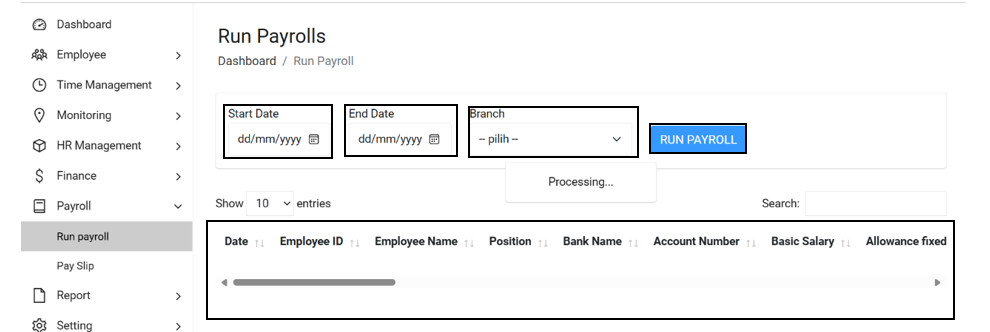 Dashboard
Employee
Time Management
Monitoring
HR Management
Finance
Payroll
Run payroll
Pay Slip
Report
Setting
Run Payrolls
Dashboard / Run Payroll
Start Date
dd/mm/yyyy
End Date
dd/mm/yyyy
Branch
-- pilih --
RUN PAYROLL
Processing...
Show 10 entries
Search:
Date Employee ID Employee Name Position Bank Name Account Number Basic Salary Allowance fixed